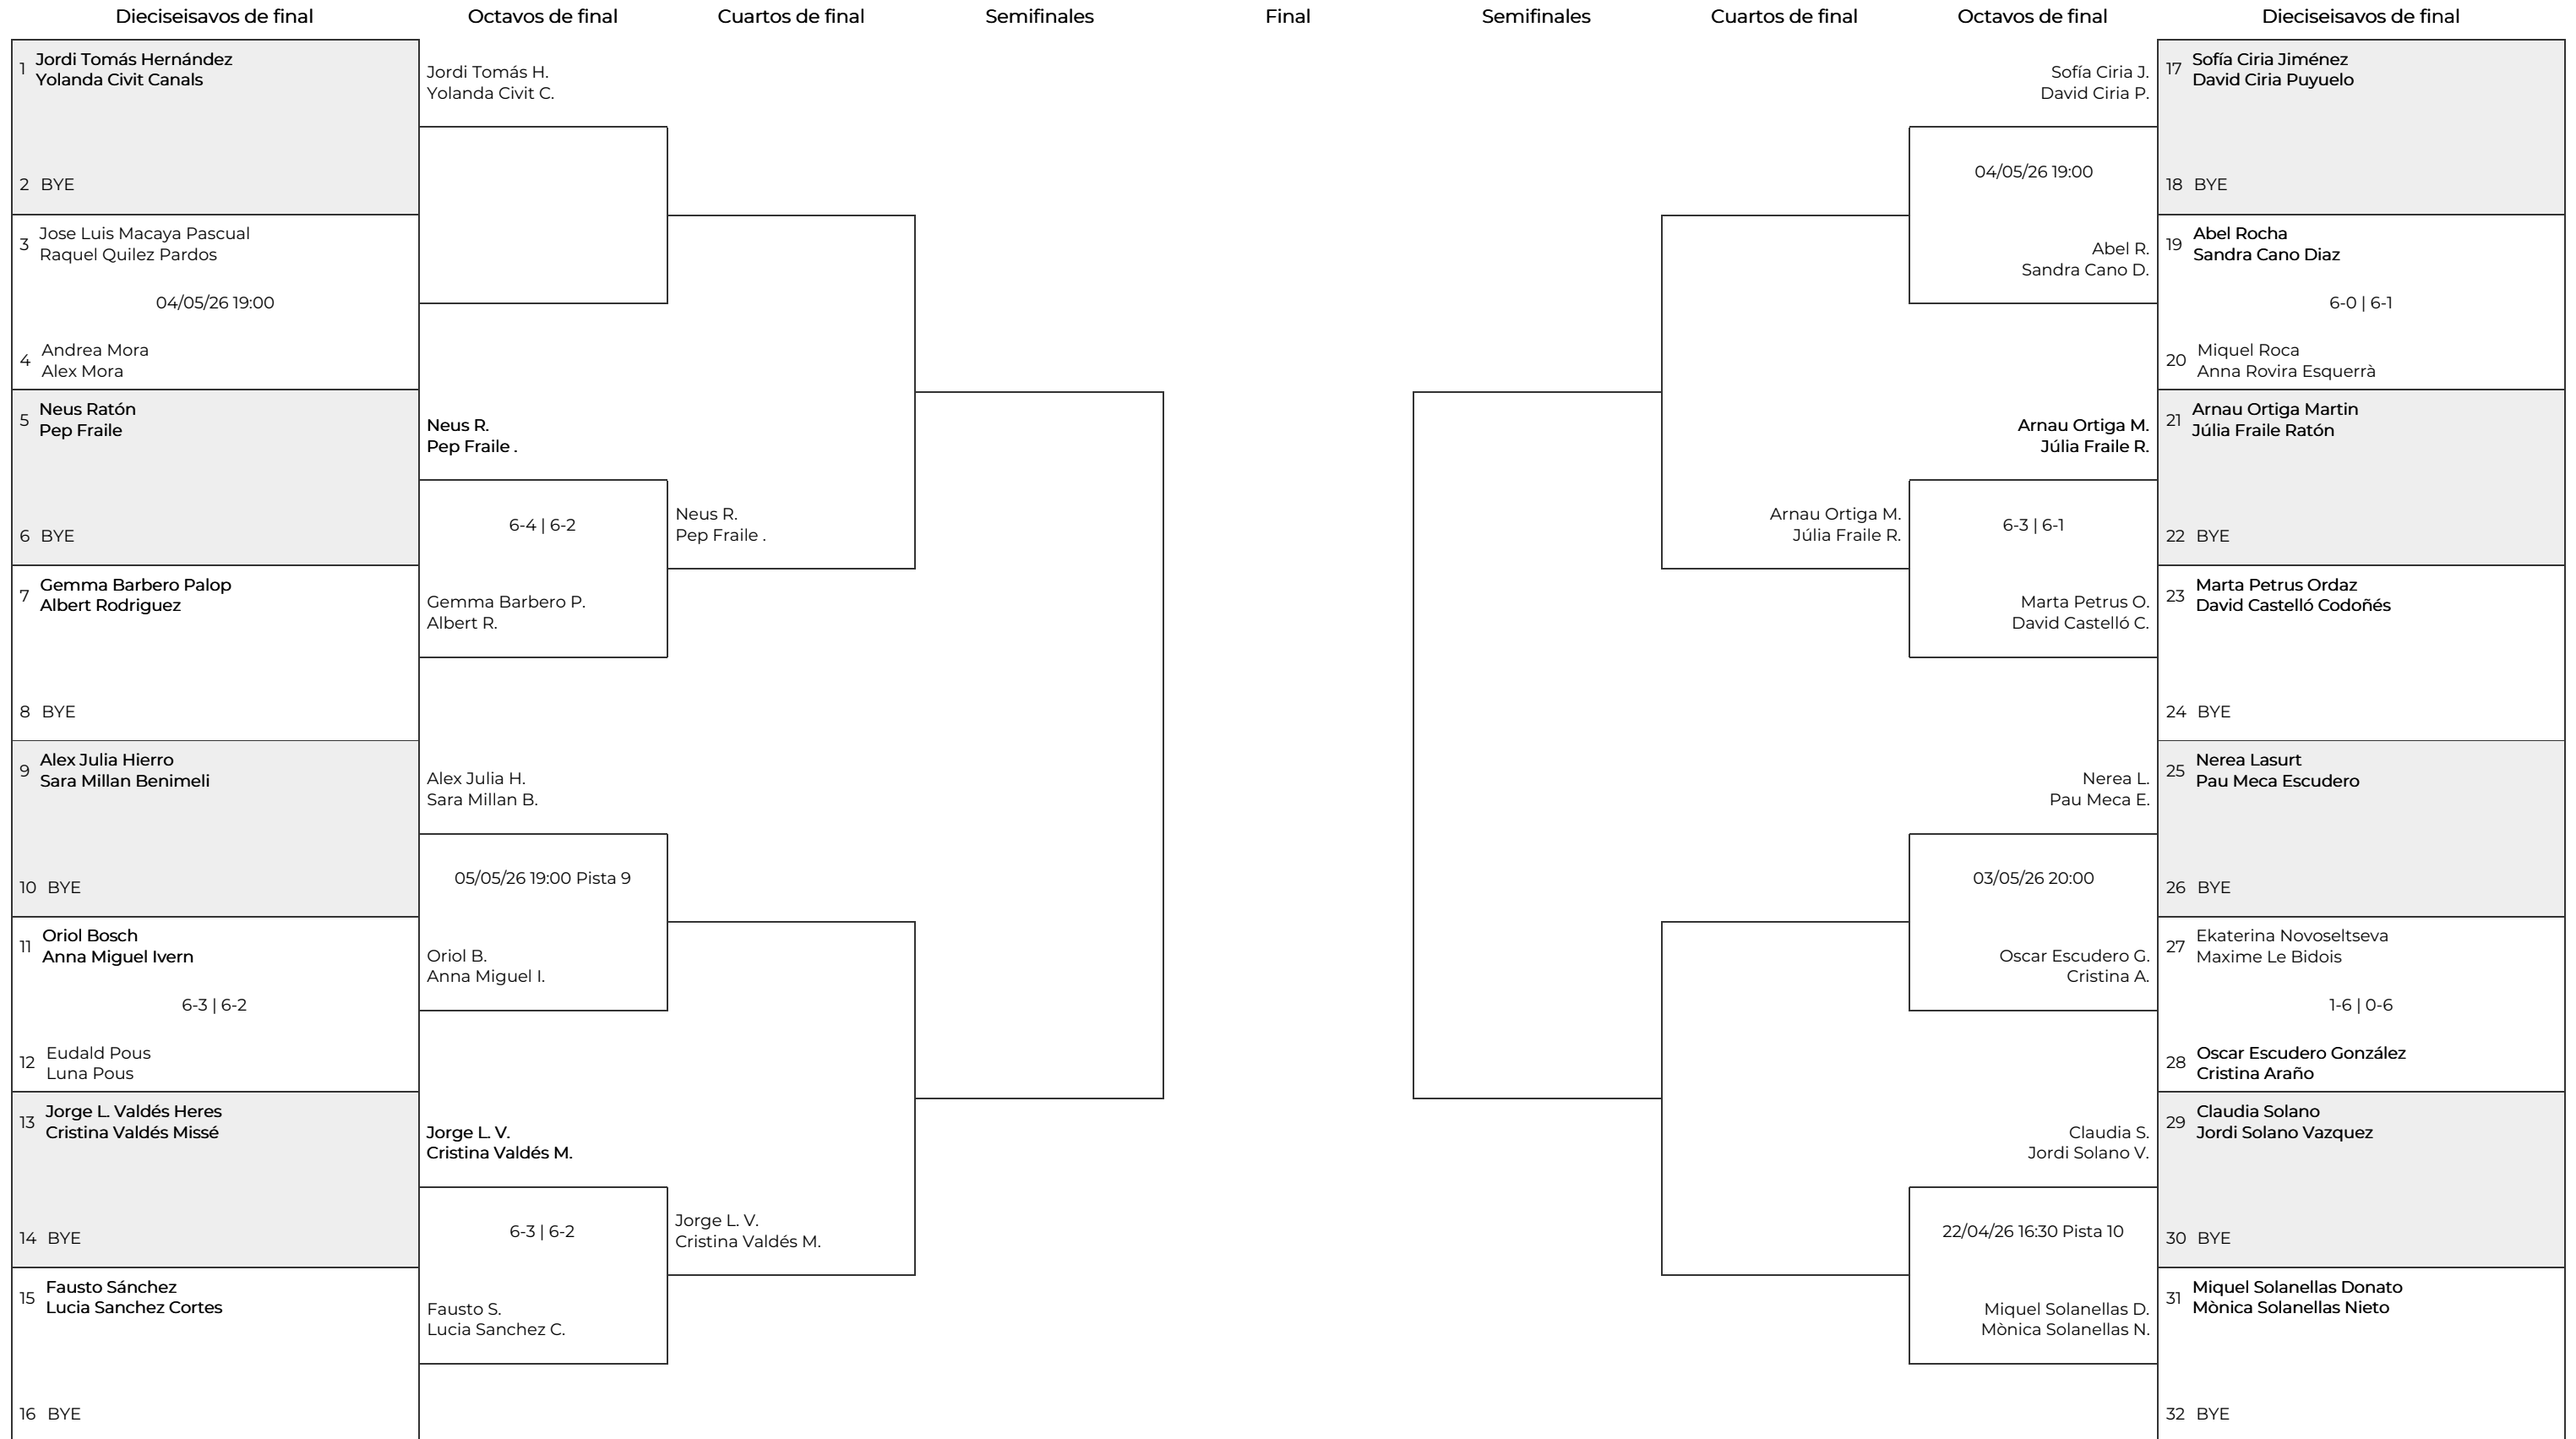 Dieciseisavos de final
Octavos de final
Cuartos de final
Semifinales
Final
Semifinales
Cuartos de final
Octavos de final
Dieciseisavos de final
1 Jordi Tomás Hernández
Yolanda Civit Canals
2 BYE
3 Jose Luis Macaya Pascual
Raquel Quilez Pardos
04/05/26 19:00
4 Andrea Mora
Alex Mora
5 Neus Ratón
Pep Fraile
6 BYE
7 Gemma Barbero Palop
Albert Rodriguez
8 BYE
9 Alex Julia Hierro
Sara Millan Benimeli
10 BYE
11 Oriol Bosch
Anna Miguel Ivern
6-3 | 6-2
12 Eudald Pous
Luna Pous
13 Jorge L. Valdés Heres
Cristina Valdés Missé
14 BYE
15 Fausto Sánchez
Lucia Sanchez Cortes
16 BYE
Jordi Tomás H.
Yolanda Civit C.
Neus R.
Pep Fraile .
6-4 | 6-2
Gemma Barbero P.
Albert R.
Alex Julia H.
Sara Millan B.
05/05/26 19:00 Pista 9
Oriol B.
Anna Miguel I.
Jorge L. V.
Cristina Valdés M.
6-3 | 6-2
Fausto S.
Lucia Sanchez C.
Neus R.
Pep Fraile .
Jorge L. V.
Cristina Valdés M.
Arnau Ortiga M.
Júlia Fraile R.
Sofía Ciria J.
David Ciria P.
04/05/26 19:00
Abel R.
Sandra Cano D.
Arnau Ortiga M.
Júlia Fraile R.
6-3 | 6-1
Marta Petrus O.
David Castelló C.
Nerea L.
Pau Meca E.
03/05/26 20:00
Oscar Escudero G.
Cristina A.
Claudia S.
Jordi Solano V.
22/04/26 16:30 Pista 10
Miquel Solanellas D.
Mònica Solanellas N.
17 Sofía Ciria Jiménez
David Ciria Puyuelo
18 BYE
19 Abel Rocha
Sandra Cano Diaz
6-0 | 6-1
20 Miquel Roca
Anna Rovira Esquerrà
21 Arnau Ortiga Martin
Júlia Fraile Ratón
22 BYE
23 Marta Petrus Ordaz
David Castelló Codoñés
24 BYE
25 Nerea Lasurt
Pau Meca Escudero
26 BYE
27 Ekaterina Novoseltseva
Maxime Le Bidois
1-6 | 0-6
28 Oscar Escudero González
Cristina Araño
29 Claudia Solano
Jordi Solano Vazquez
30 BYE
31 Miquel Solanellas Donato
Mònica Solanellas Nieto
32 BYE